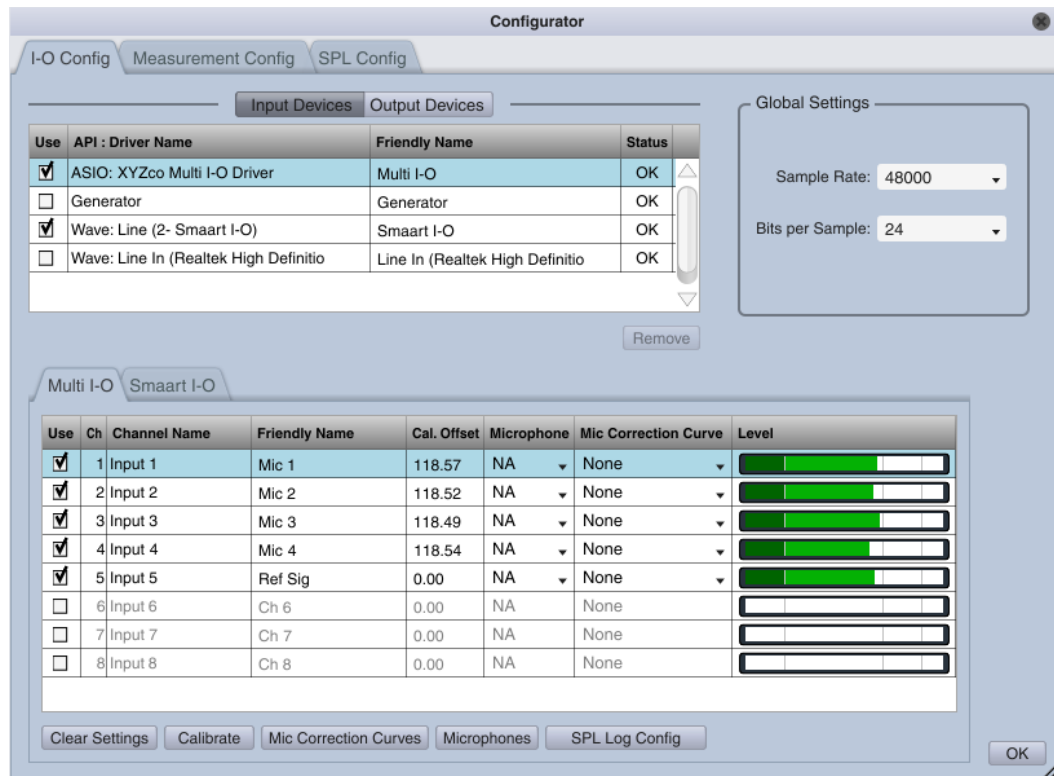 Configurator
I-O Config Measurement Config SPL Config
Input Devices Output Devices
Global Settings
Use API : Driver Name Friendly Name Status
ASIO: XYZco Multi I-O Driver Multi I-O OK
Sample Rate: 48000
Generator Generator OK
Wave: Line (2- Smaart I-O) Smaart I-O OK
Bits per Sample: 24
Wave: Line In (Realtek High Definitio Line In (Realtek High Definitio OK
Remove
Multi I-O Smaart I-O
Use Ch Channel Name Friendly Name Cal. Offset Microphone Mic Correction Curve Level
1 Input 1 Mic 1 118.57 NA None
2 Input 2 Mic 2 118.52 NA None
3 Input 3 Mic 3 118.49 NA None
4 Input 4 Mic 4 118.54 NA None
5 Input 5 Ref Sig 0.00 NA None
6 Input 6 Ch 6 0.00 NA None
7 Input 7 Ch 7 0.00 NA None
8 Input 8 Ch 8 0.00 NA None
Clear Settings Calibrate Mic Correction Curves Microphones SPL Log Config
OK